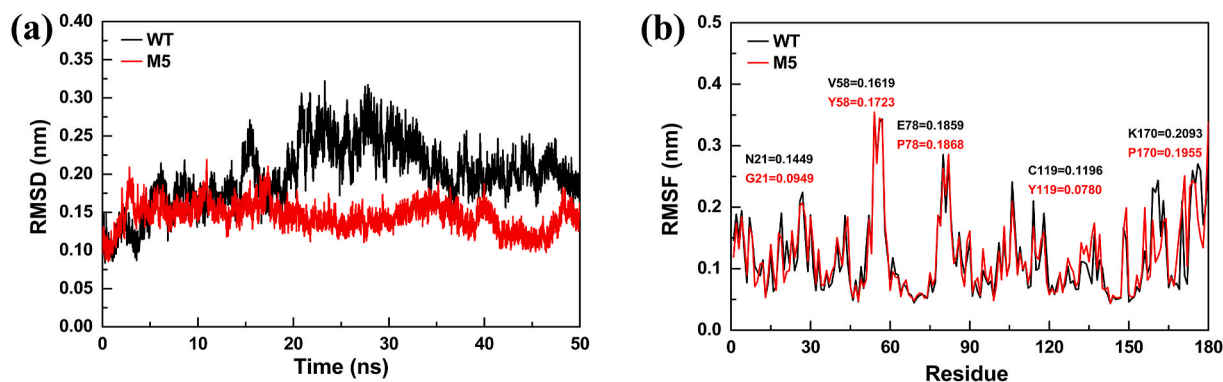 (a)
WT
M5
RMSD (nm)
0.40
0.35
0.30
0.25
0.20
0.15
0.10
0.05
0.00
0
10
20
30
40
50
Time (ns)
(b)
WT
M5
RMSF (nm)
0.5
0.4
0.3
0.2
0.1
0.0
N21=0.1449
G21=0.0949
V58=0.1619
Y58=0.1723
E78=0.1859
P78=0.1868
C119=0.1196
Y119=0.0780
K170=0.2093
P170=0.1955
0
30
60
90
120
150
180
Residue